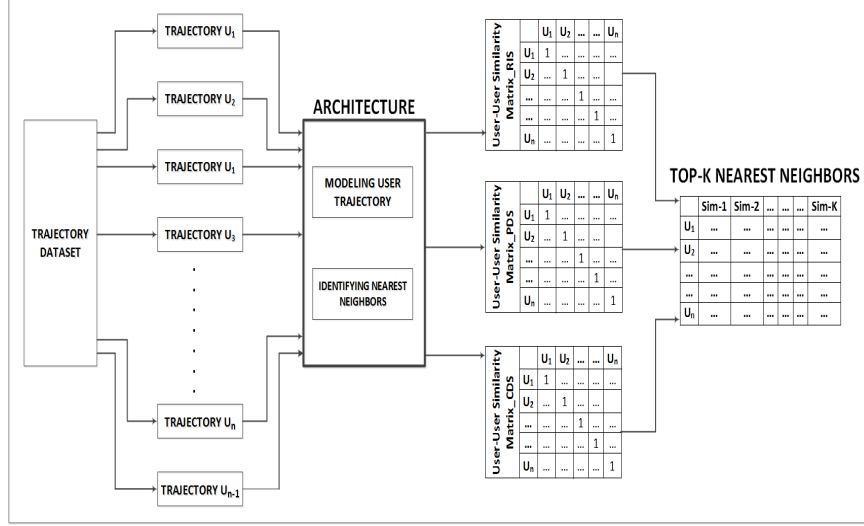 TRAJECTORY DATASET
TRAJECTORY U1
TRAJECTORY U2
TRAJECTORY U1
TRAJECTORY U3
.
.
.
.
.
.
.
TRAJECTORY Un
TRAJECTORY Un-1
ARCHITECTURE
MODELING USER
TRAJECTORY
IDENTIFYING NEAREST
NEIGHBORS
User-User Similarity
Matrix_RIS
U1 U2 ... ... Un
U1 1 ... ... ... ...
U2 ... 1 ... ...
... ... ... 1 ... ...
... ... ... ... 1 ...
Un ... ... ... ... 1
User-User Similarity
Matrix_PDS
U1 U2 ... ... Un
U1 1 ... ... ... ...
U2 ... 1 ... ...
... ... ... 1 ... ...
... ... ... ... 1 ...
Un ... ... ... ... 1
User-User Similarity
Matrix_CDS
U1 U2 ... ... Un
U1 1 ... ... ... ...
U2 ... 1 ... ...
... ... ... 1 ... ...
... ... ... ... 1 ...
Un ... ... ... ... 1
TOP-K NEAREST NEIGHBORS
Sim-1 Sim-2 ... ... ... Sim-K
U1 ... ... ... ... ... ...
U2 ... ... ... ... ... ...
... ... ... ... ... ... ...
... ... ... ... ... ... ...
Un ... ... ... ... ... ...